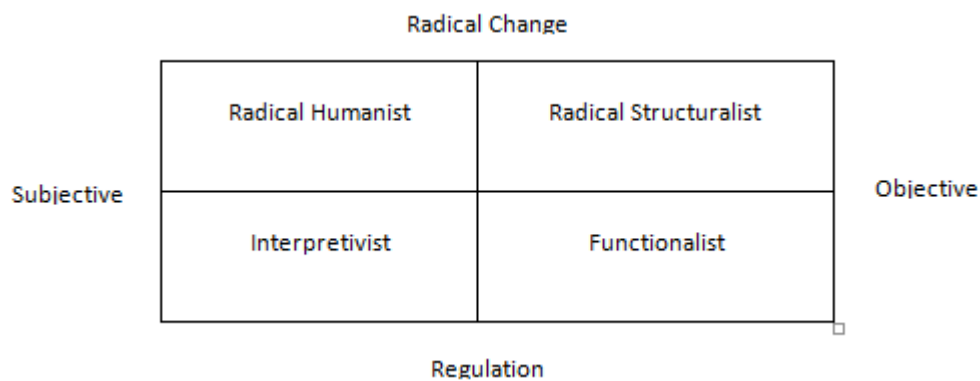 Radical Change
Radical Humanist
Radical Structuralist
Subjective
Objective
Interpretivist
Functionalist
Regulation